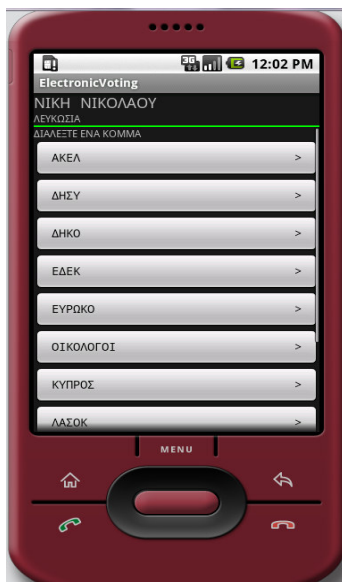 3G
12:02 PM
ElectronicVoting
ΝΙΚΗ ΝΙΚΟΛΑΟΥ
ΛΕΥΚΩΣΙΑ
ΔΙΑΛΕΞΤΕ ΕΝΑ ΚΟΜΜΑ
ΑΚΕΛ >
ΔΗΣΥ >
ΔΗΚΟ >
ΕΔΕΚ >
ΕΥΡΩΚΟ >
ΟΙΚΟΛΟΓΟΙ >
ΚΥΠΡΟΣ >
ΛΑΣΟΚ >
MENU